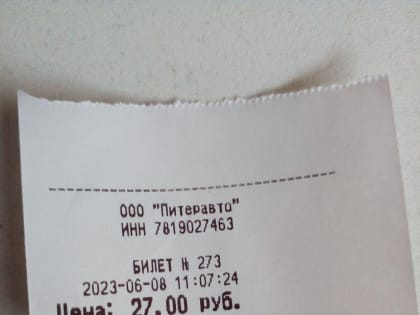 ООО "Питеравто"
ИНН 7819027463
БИЛЕТ № 273
2023-06-08 11:07:24
Цена: 27,00 руб.